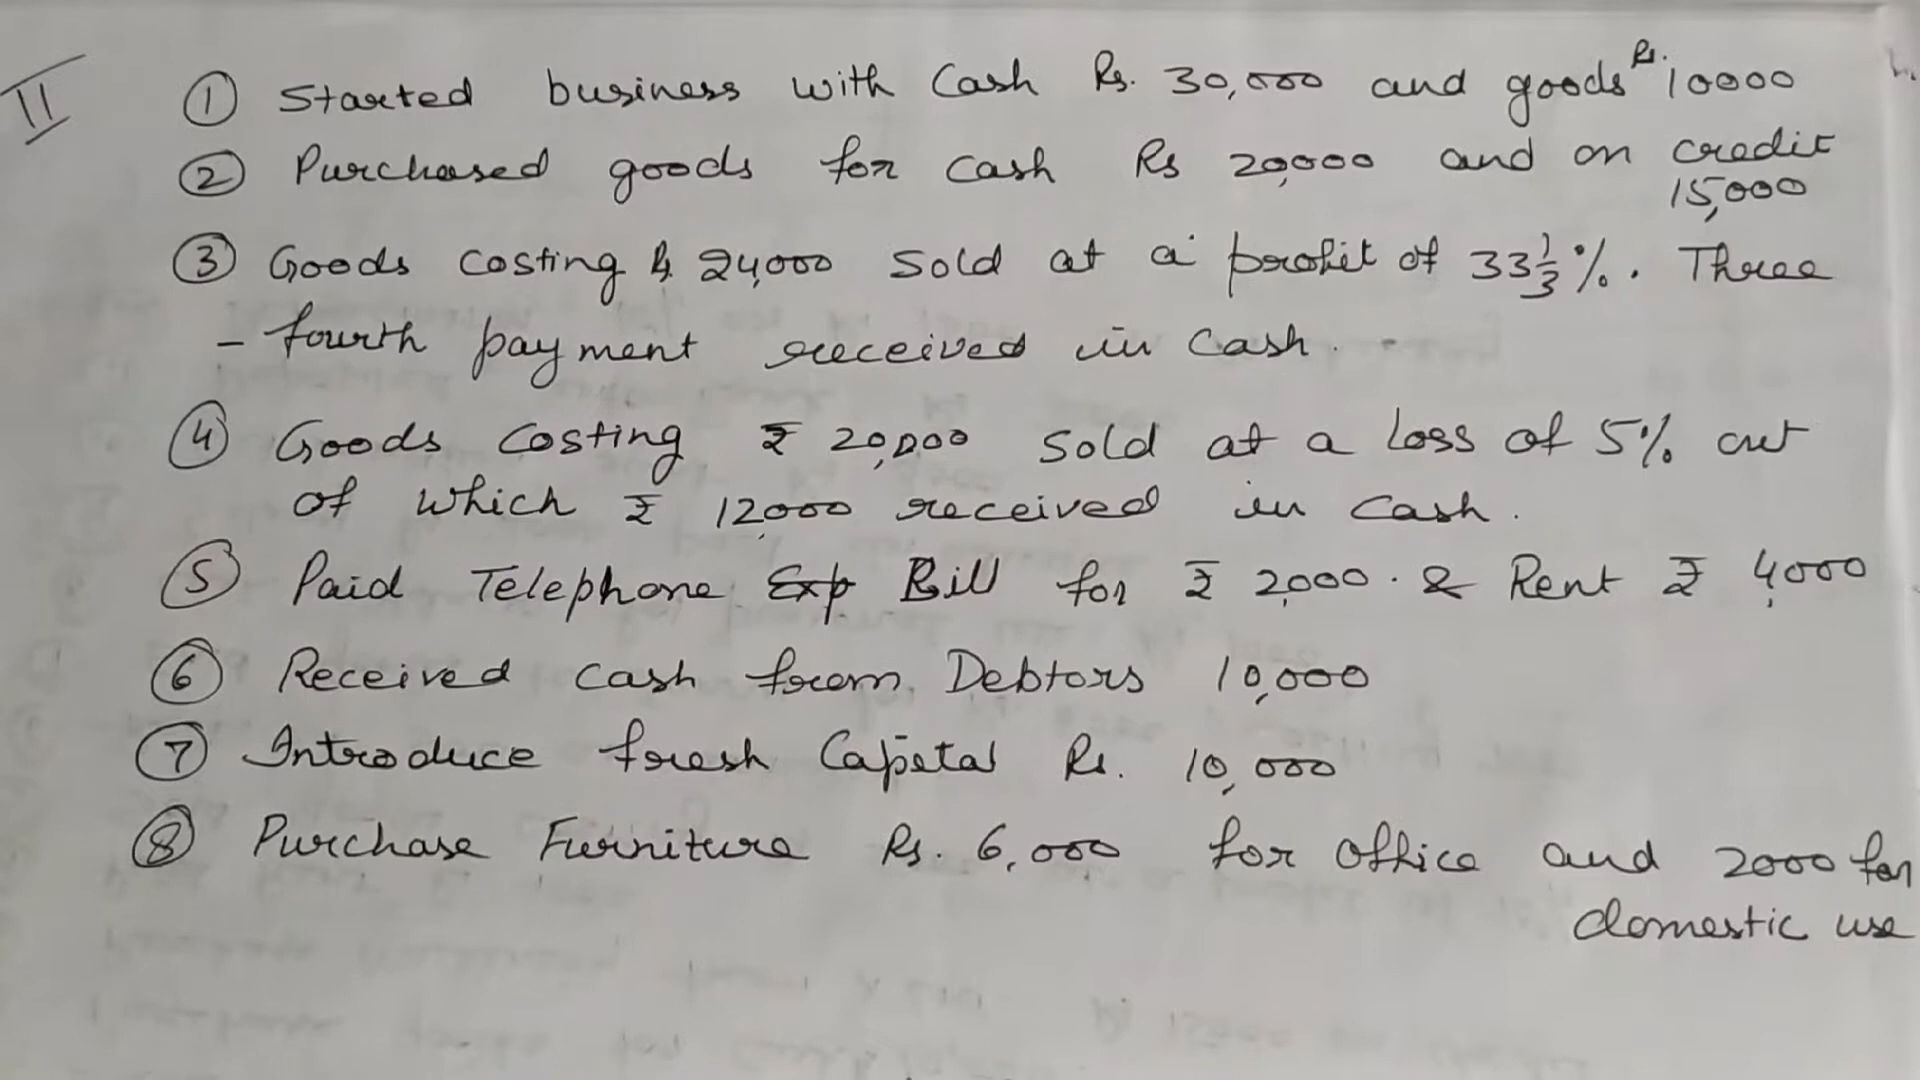 II
① Started business with Cash Rs. 30,000 and goods Rs. 10000
② Purchased goods for cash Rs 20,000 and on credit
15,000
③ Goods costing Rs. 24,000 sold at a profit of 33⅓%. Three
- fourth payment received in Cash.
④ Goods Costing ₹ 20,000 sold at a loss of 5% out
of which ₹ 12,000 received in cash.
⑤ Paid Telephone Exp Bill for ₹ 2,000. & Rent ₹ 4,000
⑥ Received cash from Debtors 10,000
⑦ Introduce fresh Capital Rs. 10,000
⑧ Purchase Furniture Rs. 6,000 for office and 2000 for
domestic use